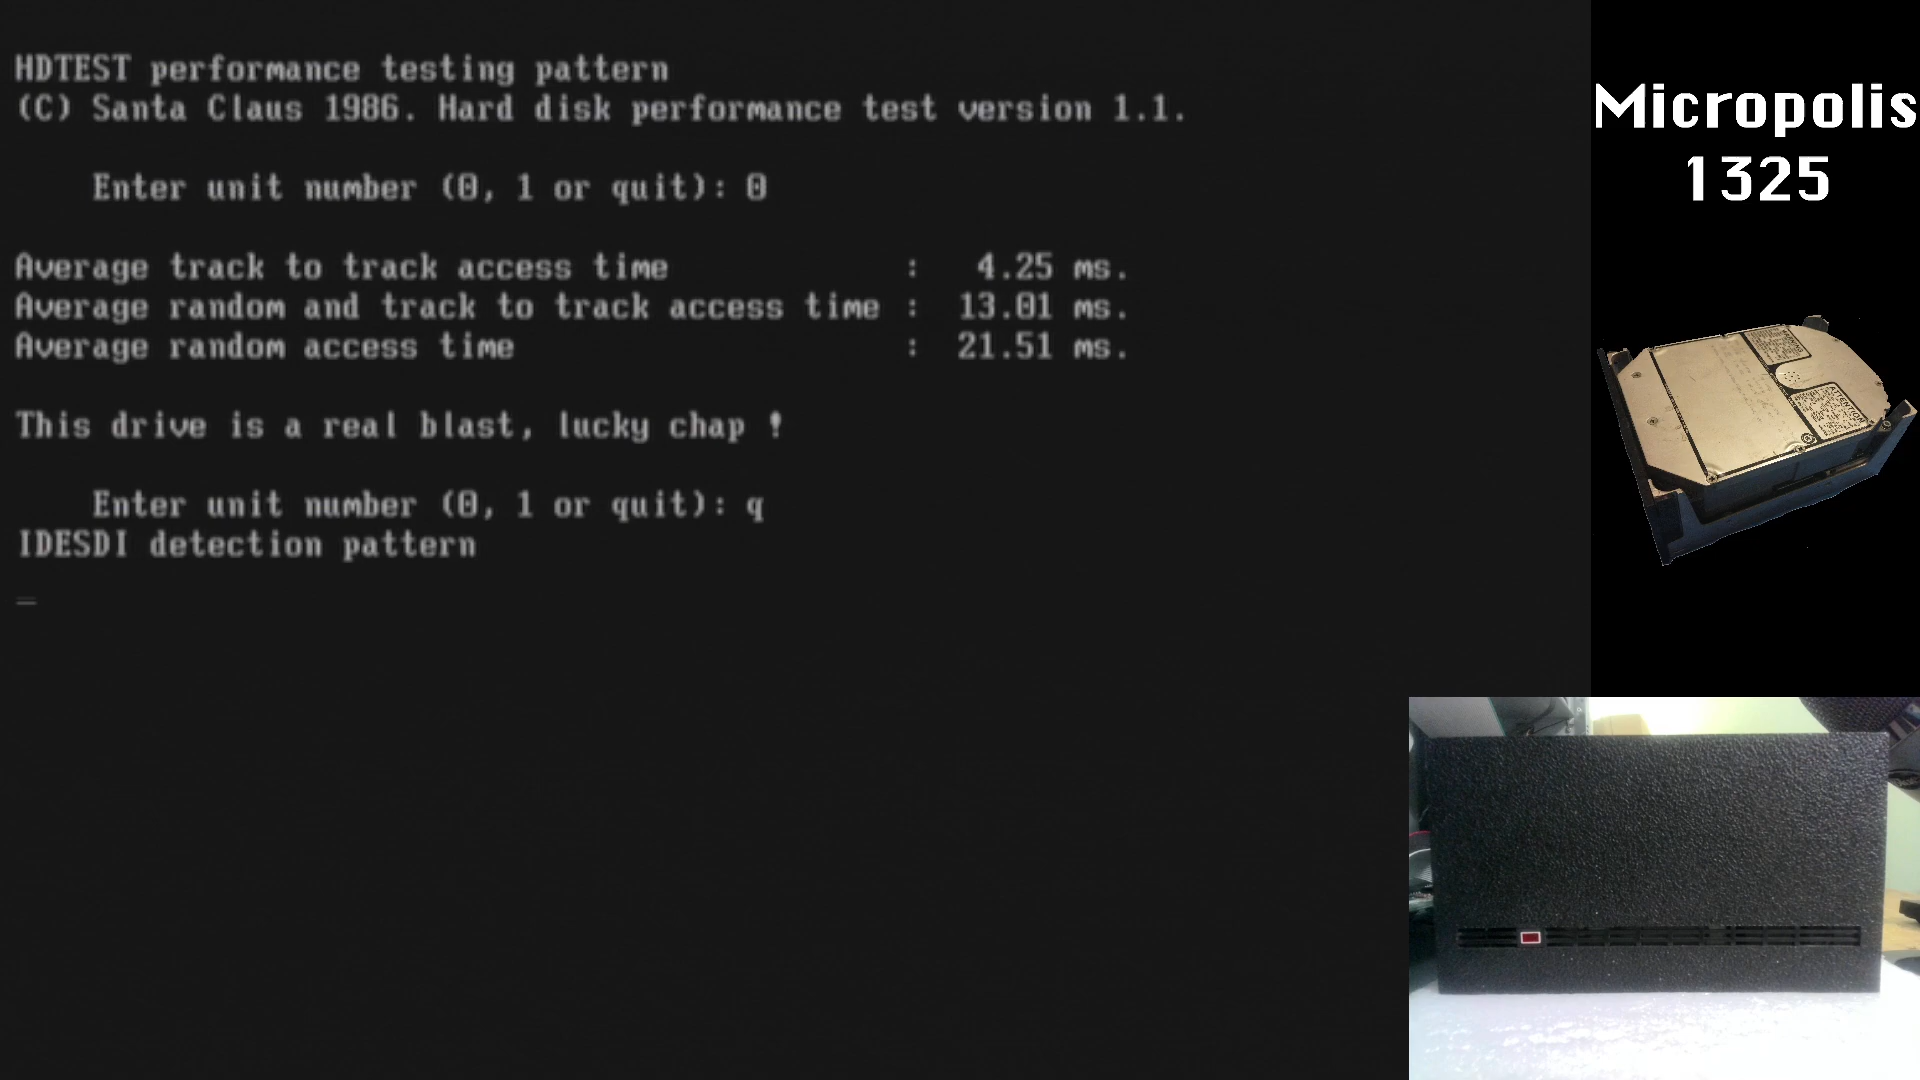 HDTEST performance testing pattern
(C) Santa Claus 1986. Hard disk performance test version 1.1.
Enter unit number (0, 1 or quit): 0
Average track to track access time : 4.25 ms.
Average random and track to track access time : 13.01 ms.
Average random access time : 21.51 ms.
This drive is a real blast, lucky chap !
Enter unit number (0, 1 or quit): q
IDESDI detection pattern
_
Micropolis
1325
ATTENTION